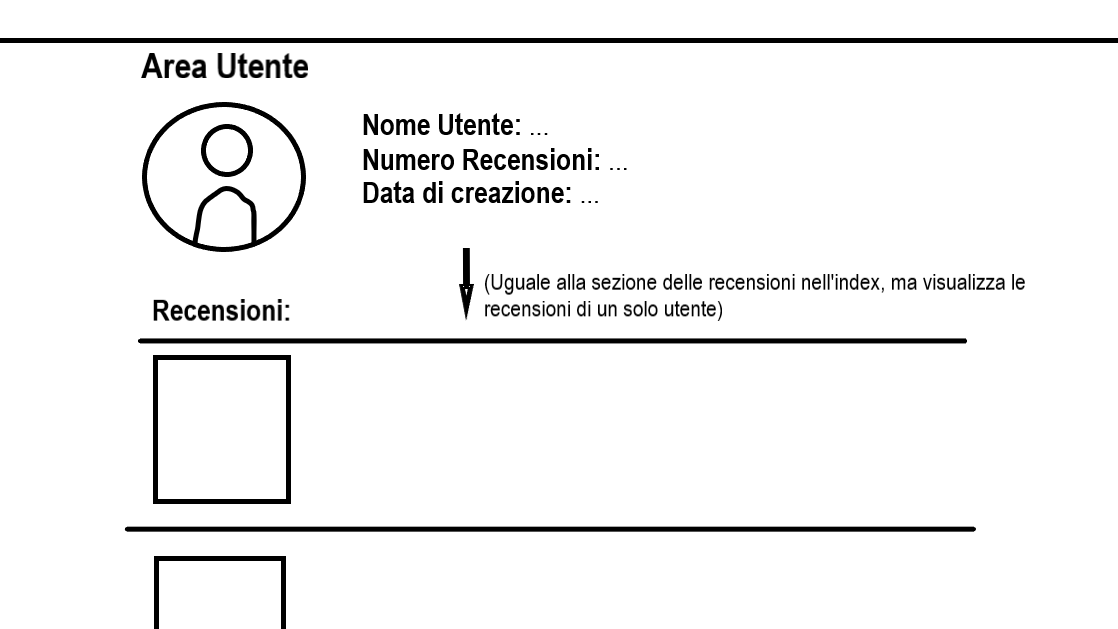 Area Utente
Nome Utente: ...
Numero Recensioni: ...
Data di creazione: ...
(Uguale alla sezione delle recensioni nell'index, ma visualizza le
recensioni di un solo utente)
Recensioni: